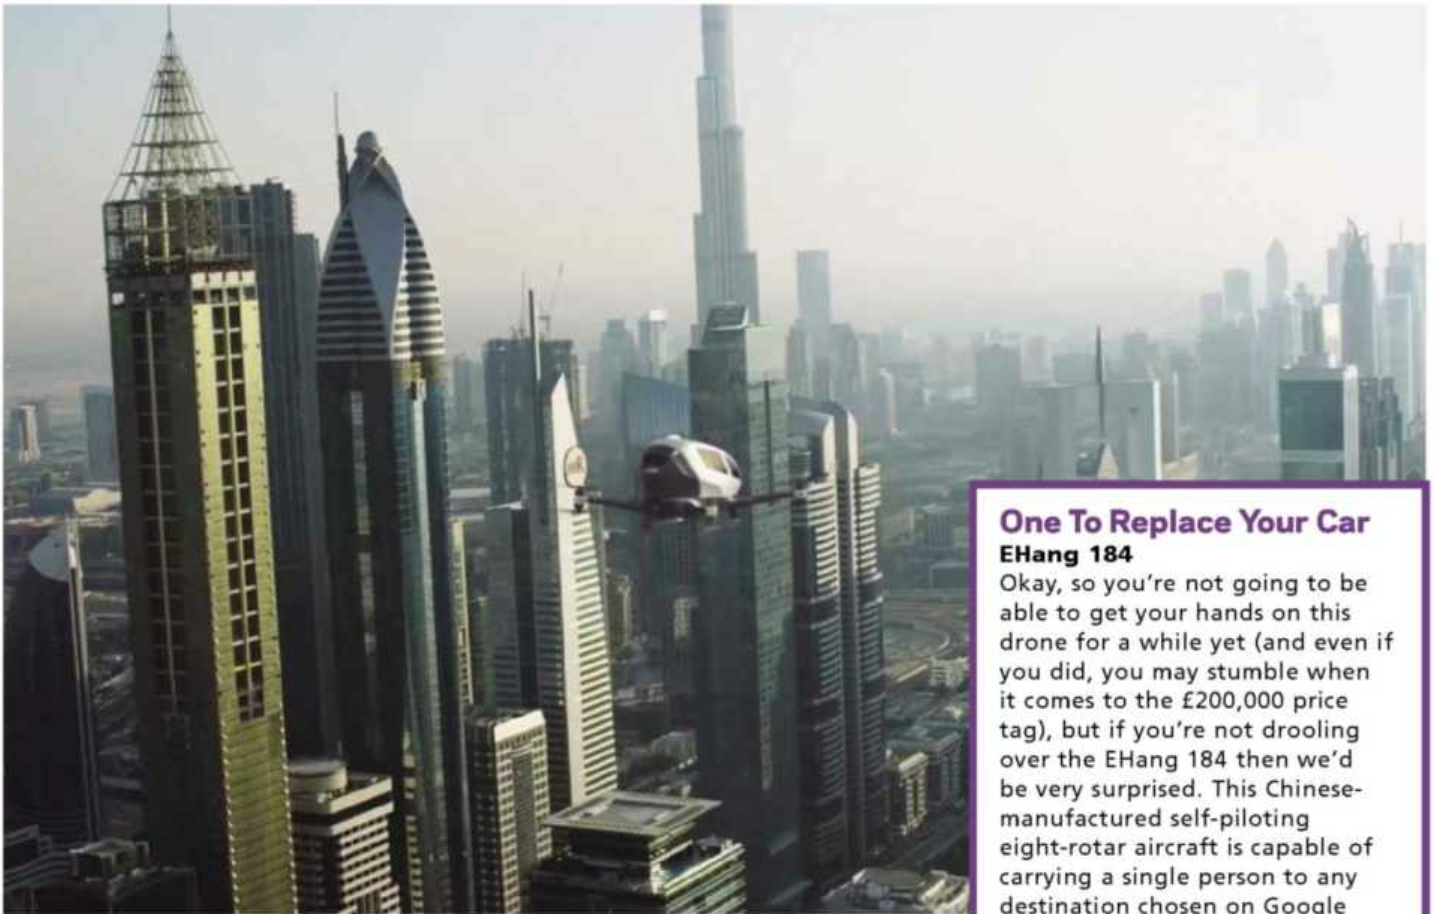 One To Replace Your Car
EHang 184
Okay, so you're not going to be
able to get your hands on this
drone for a while yet (and even if
you did, you may stumble when
it comes to the £200,000 price
tag), but if you're not drooling
over the EHang 184 then we'd
be very surprised. This Chinese-
manufactured self-piloting
eight-rotar aircraft is capable of
carrying a single person to any
destination chosen on Google